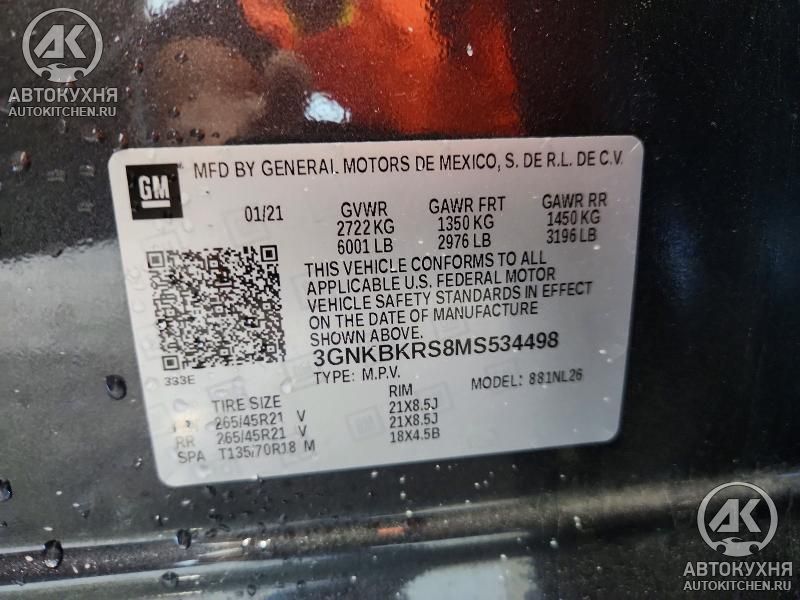 АК
АВТОКУХНЯ
AUTOKITCHEN.RU
GM
MFD BY GENERAL MOTORS DE MEXICO, S. DE R.L. DE C.V.
01/21 GVWR GAWR FRT GAWR RR
2722 KG 1350 KG 1450 KG
6001 LB 2976 LB 3196 LB
THIS VEHICLE CONFORMS TO ALL
APPLICABLE U.S. FEDERAL MOTOR
VEHICLE SAFETY STANDARDS IN EFFECT
ON THE DATE OF MANUFACTURE
SHOWN ABOVE.
333E
3GNKBKRS8MS534498
TYPE: M.P.V. MODEL: 881NL26
TIRE SIZE RIM
265/45R21 V 21X8.5J
RR 265/45R21 V 21X8.5J
SPA T135/70R18 M 18X4.5B
АК
АВТОКУХНЯ
AUTOKITCHEN.RU